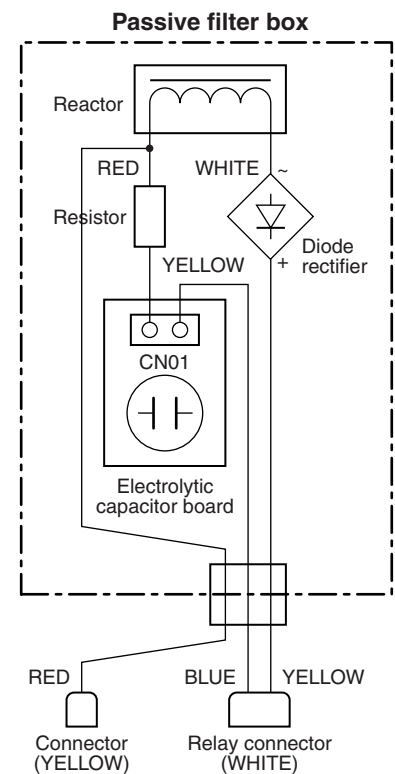 Passive filter box
Reactor
RED
WHITE
~
Resistor
Diode
rectifier
YELLOW
+
CN01
Electrolytic
capacitor board
RED
BLUE
YELLOW
Connector
(YELLOW)
Relay connector
(WHITE)